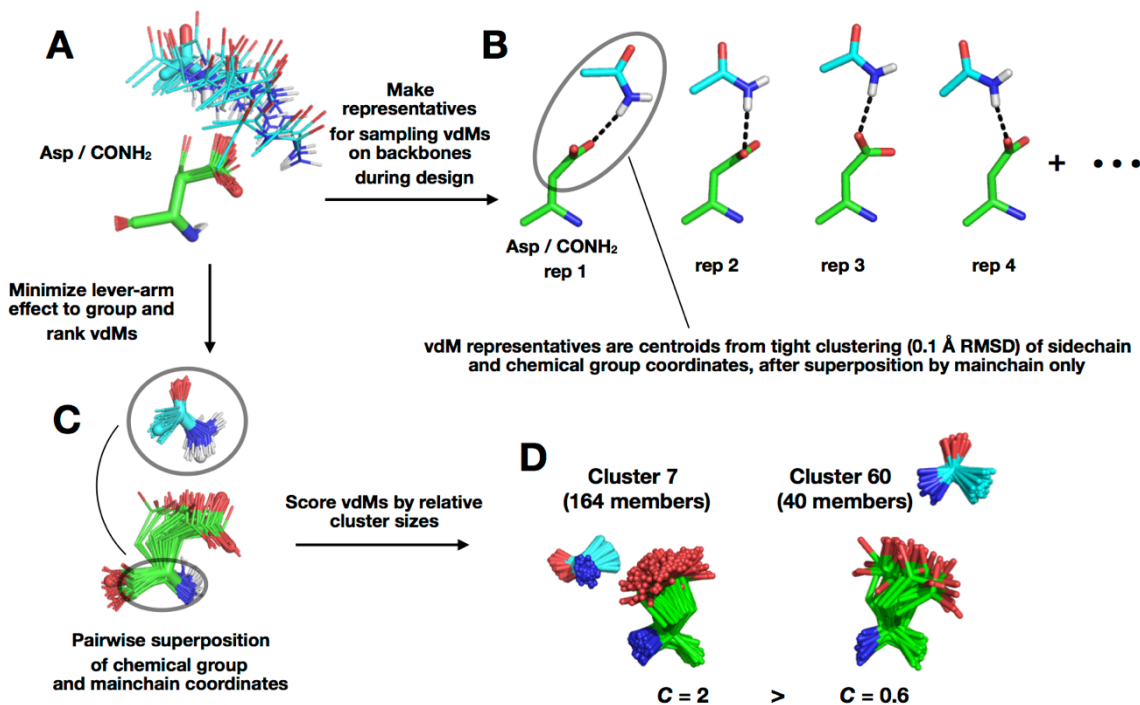 A
Asp / CONH₂
Make
representatives
for sampling vdMs
on backbones
during design
B
+ •••
Asp / CONH₂
rep 1
rep 2
rep 3
rep 4
vdM representatives are centroids from tight clustering (0.1 Å RMSD) of sidechain
and chemical group coordinates, after superposition by mainchain only
Minimize lever-arm
effect to group and
rank vdMs
C
Pairwise superposition
of chemical group
and mainchain coordinates
Score vdMs by relative
cluster sizes
D
Cluster 7
(164 members)
Cluster 60
(40 members)
C = 2 > C = 0.6